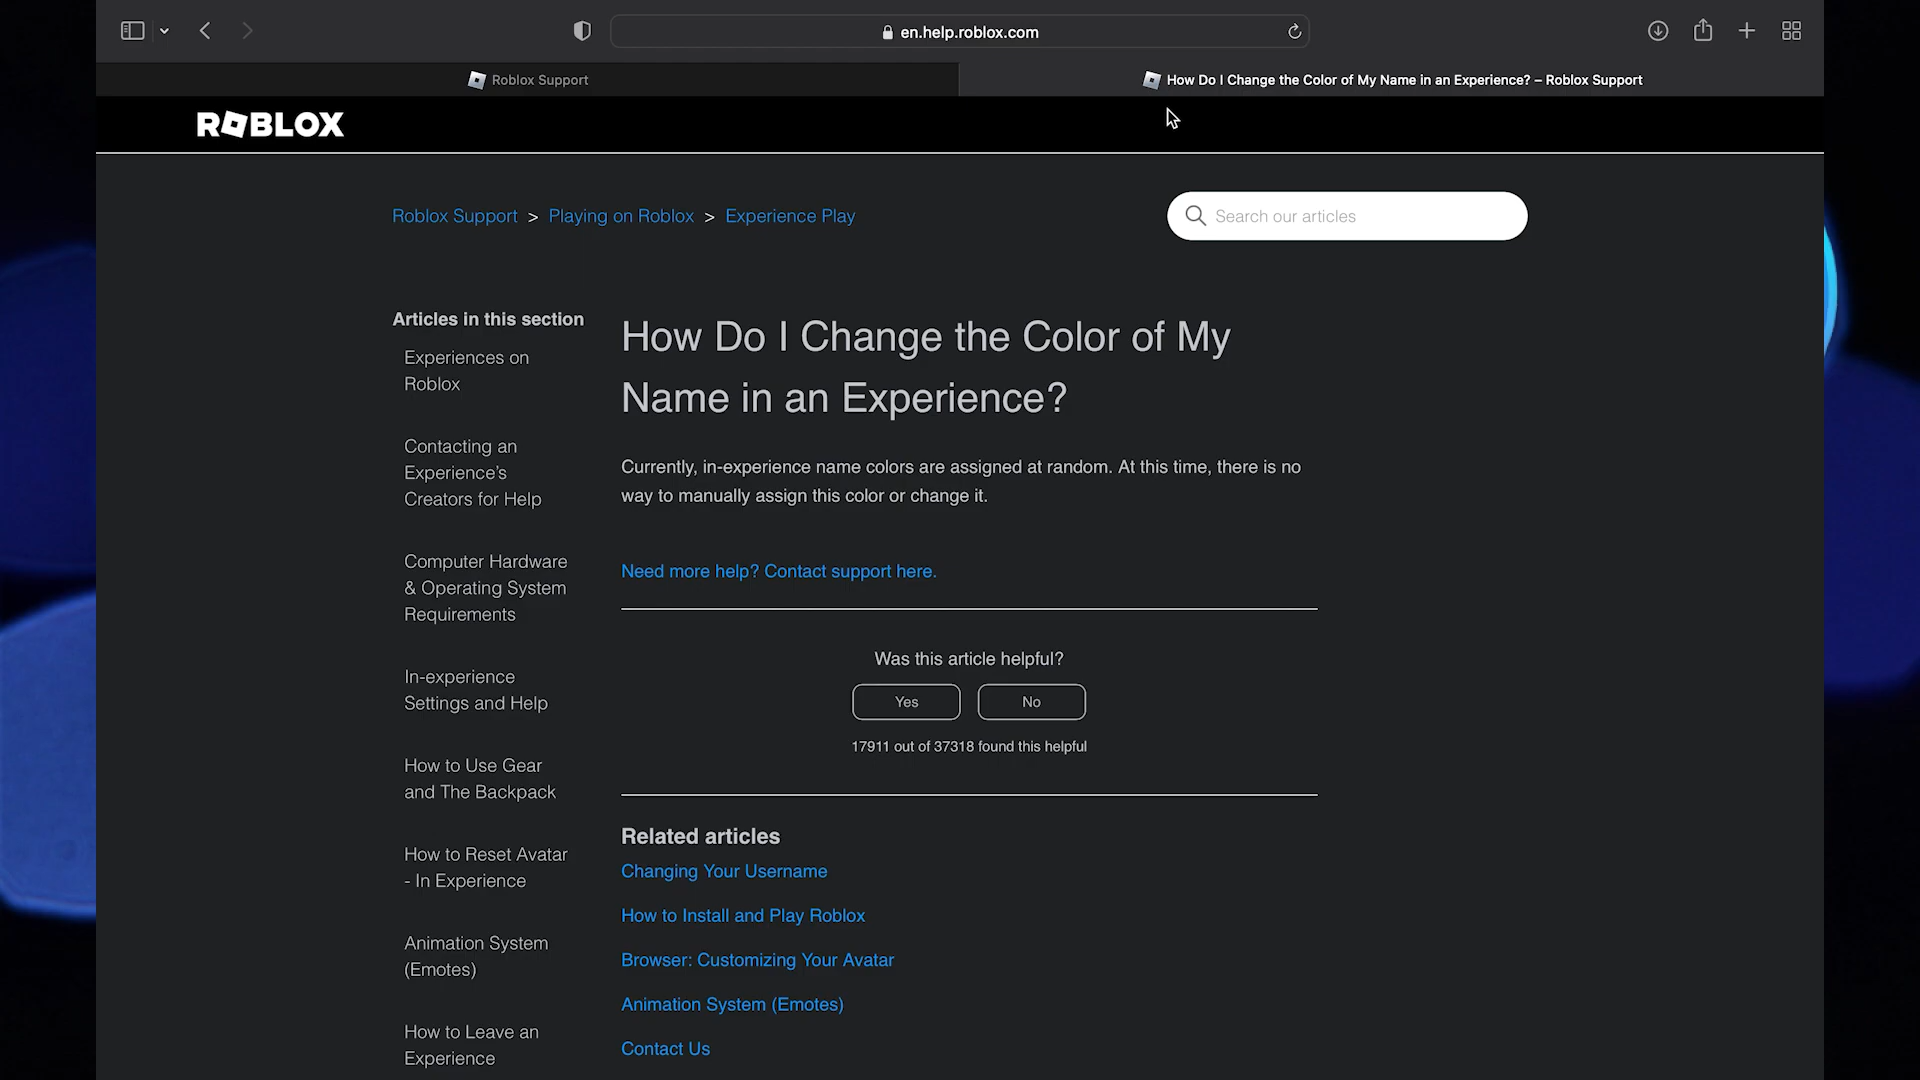 en.help.roblox.com
Roblox Support
How Do I Change the Color of My Name in an Experience? – Roblox Support
ROBLOX
Roblox Support > Playing on Roblox > Experience Play
Search our articles
Articles in this section
Experiences on
Roblox
Contacting an
Experience's
Creators for Help
Computer Hardware
& Operating System
Requirements
In-experience
Settings and Help
How to Use Gear
and The Backpack
How to Reset Avatar
- In Experience
Animation System
(Emotes)
How to Leave an
Experience
How Do I Change the Color of My
Name in an Experience?
Currently, in-experience name colors are assigned at random. At this time, there is no
way to manually assign this color or change it.
Need more help? Contact support here.
Was this article helpful?
Yes
No
17911 out of 37318 found this helpful
Related articles
Changing Your Username
How to Install and Play Roblox
Browser: Customizing Your Avatar
Animation System (Emotes)
Contact Us